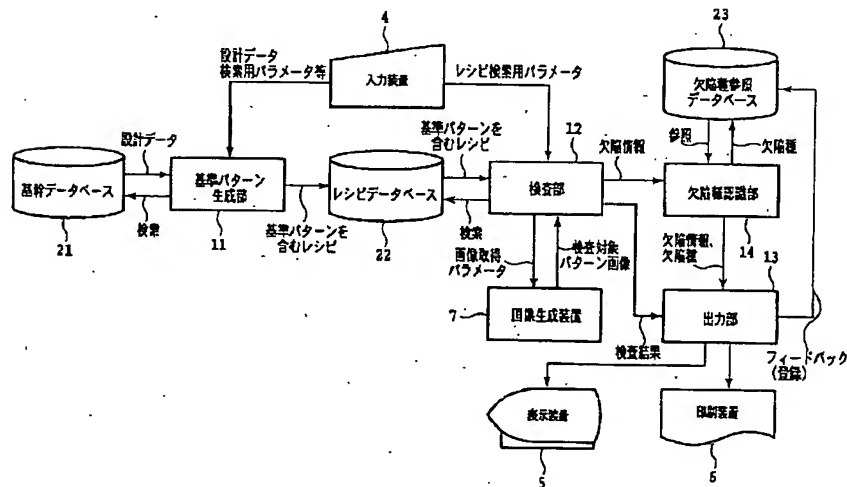 4
23
設計データ
検索用パラメータ等
入力装置
レシピ検索用パラメータ
欠陥種参照
データベース
基準パターンを
含むレシピ
12
参照
欠陥種
設計データ
欠陥情報
基幹データベース
基準パターン
生成部
レシピデータベース
検査部
欠陥種認識部
検索
検索
21
11
基準パターンを
含むレシピ
22
14
画像取得
パラメータ
検査対象
パターン画像
欠陥情報、
欠陥種
13
7
画像生成装置
出力部
検査結果
フィードバック
(登録)
表示装置
印刷装置
5
6